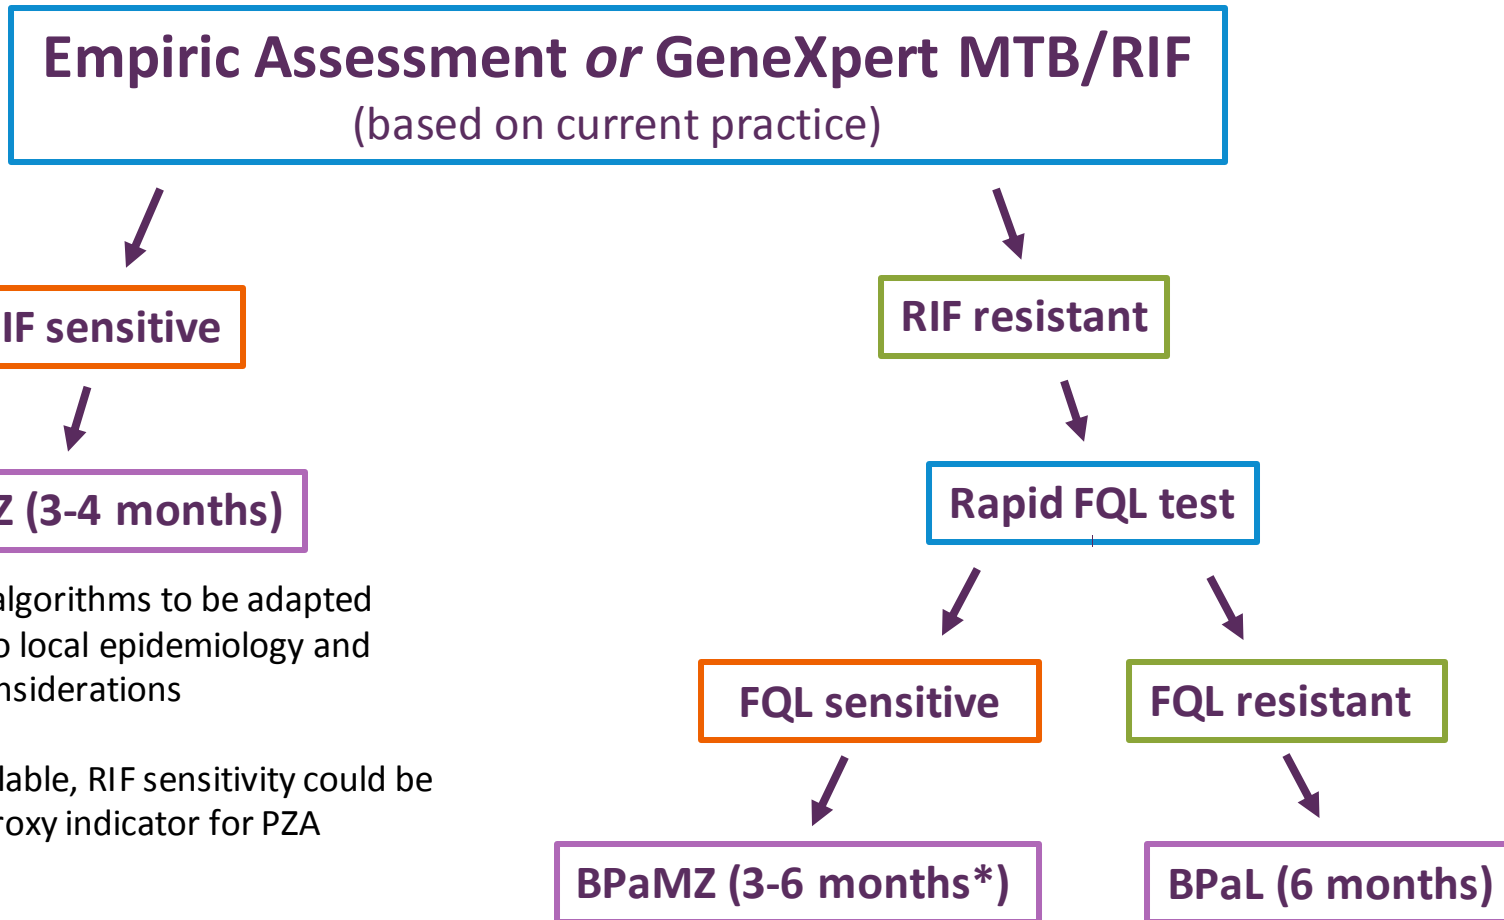 Empiric Assessment or GeneXpert MTB/RIF
(based on current practice)
IF sensitive
RIF resistant
Z (3-4 months)
Rapid FQL test
algorithms to be adapted
o local epidemiology and
nsiderations
FQL sensitive
FQL resistant
lable, RIF sensitivity could be
roxy indicator for PZA
BPaMZ (3-6 months*)
BPaL (6 months)